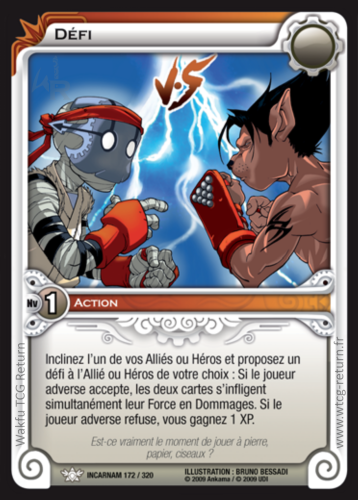 DÉFI
VS
Nv 1 ACTION
Inclinez l'un de vos Alliés ou Héros et proposez un
défi à l'Allié ou Héros de votre choix : Si le joueur
adverse accepte, les deux cartes s'infligent
simultanément leur Force en Dommages. Si le
joueur adverse refuse, vous gagnez 1 XP.
Est-ce vraiment le moment de jouer à pierre,
papier, ciseaux ?
INCARNAM 172 / 320
ILLUSTRATION : BRUNO BESSADI
© 2009 Ankama / © 2009 UDI
Wakfu TCG Return
www.wtcg-return.fr